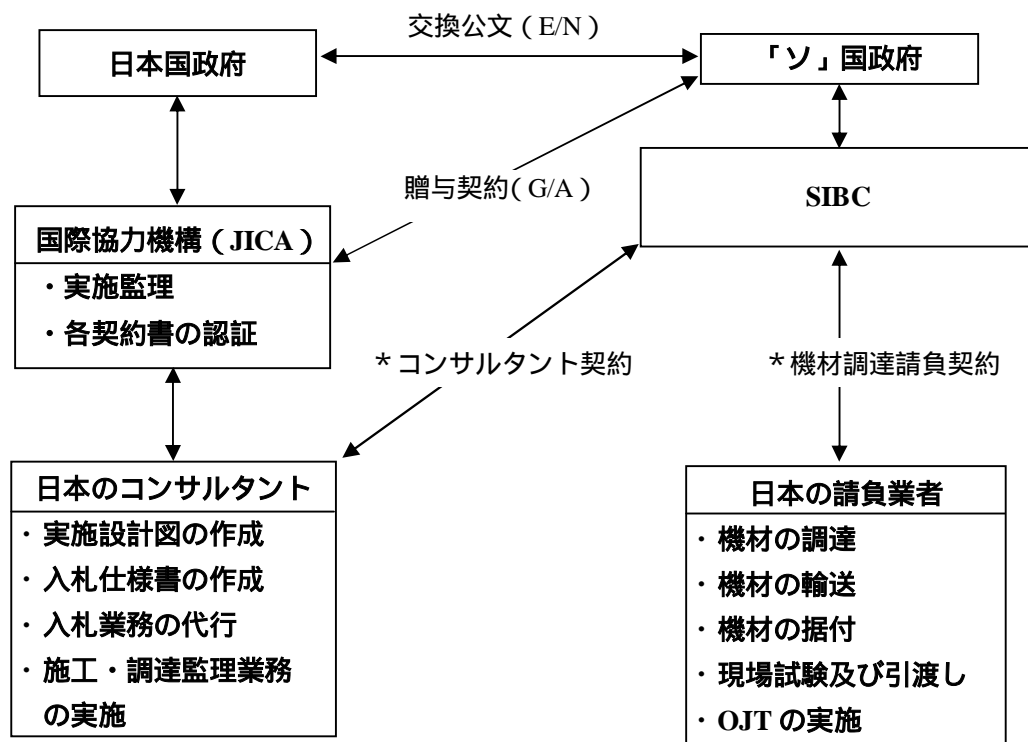 交換公文（E/N）
日本国政府
「ソ」国政府
贈与契約（G/A）
SIBC
国際協力機構（JICA）
・実施監理
・各契約書の認証
＊コンサルタント契約
＊機材調達請負契約
日本のコンサルタント
・実施設計図の作成
・入札仕様書の作成
・入札業務の代行
・施工・調達監理業務
の実施
日本の請負業者
・機材の調達
・機材の輸送
・機材の据付
・現場試験及び引渡し
・OJT の実施